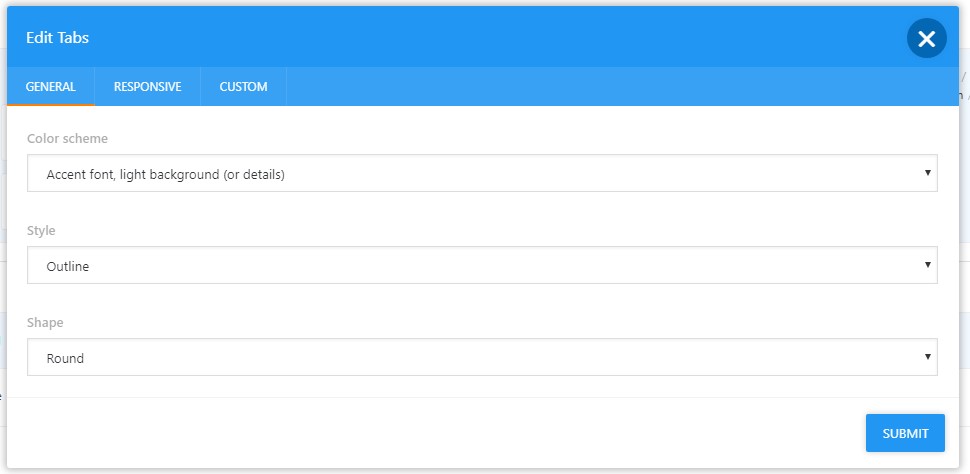 Edit Tabs
GENERAL RESPONSIVE CUSTOM
Color scheme
Accent font, light background (or details)
Style
Outline
Shape
Round
SUBMIT